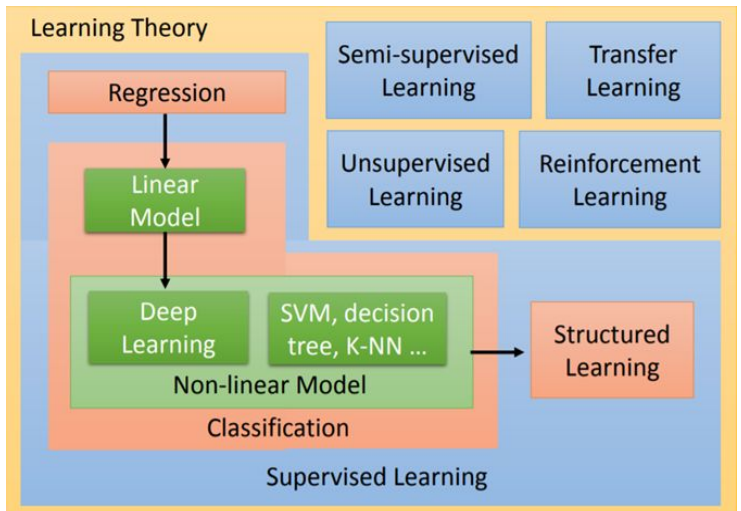 Learning Theory
Regression
Linear
Model
Semi-supervised
Learning
Transfer
Learning
Unsupervised
Learning
Reinforcement
Learning
Deep
Learning
SVM, decision
tree, K-NN ...
Non-linear Model
Classification
Structured
Learning
Supervised Learning